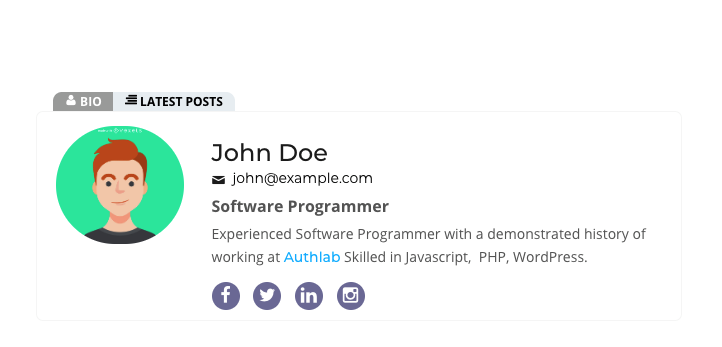 BIO LATEST POSTS
John Doe
john@example.com
Software Programmer
Experienced Software Programmer with a demonstrated history of
working at Authlab Skilled in Javascript, PHP, WordPress.